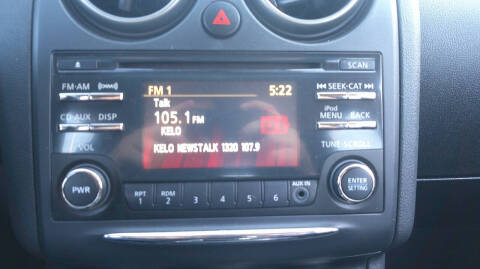 SCAN
FM·AM
SEEK·CAT
FM 1 5:22
Talk
iPod
CD·AUX DISP
105.1 FM
MENU BACK
KELO
VOL
KELO NEWSTALK 1320 107.9
TUNE·SCROLL
PWR
ENTER
SETTING
RPT RDM AUX IN
1 2 3 4 5 6